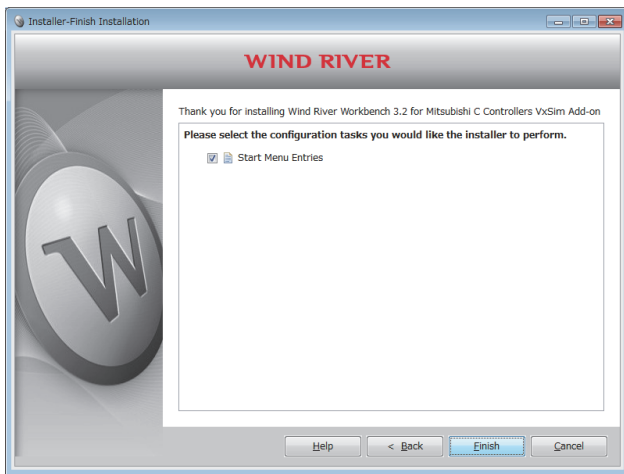 Installer-Finish Installation
WIND RIVER
Thank you for installing Wind River Workbench 3.2 for Mitsubishi C Controllers VxSim Add-on
Please select the configuration tasks you would like the installer to perform.
Start Menu Entries
W
Help < Back Finish Cancel